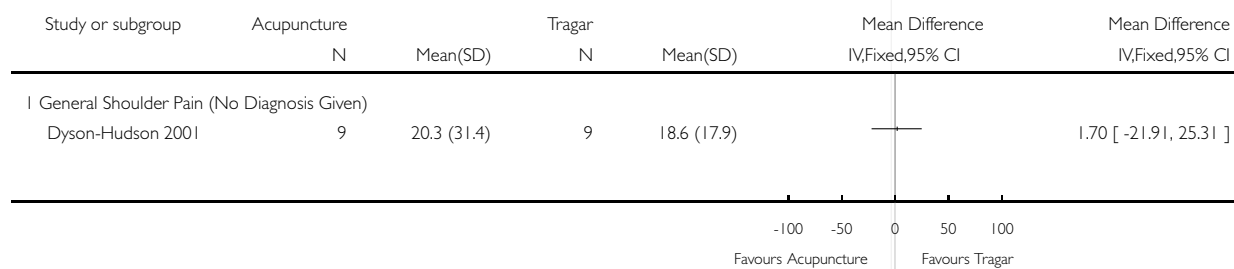 Study or subgroup Acupuncture Tragar Mean Difference Mean Difference
N Mean(SD) N Mean(SD) IV,Fixed,95% CI IV,Fixed,95% CI
1 General Shoulder Pain (No Diagnosis Given)
Dyson-Hudson 2001 9 20.3 (31.4) 9 18.6 (17.9) 1.70 [ -21.91, 25.31 ]
-100 -50 0 50 100
Favours Acupuncture Favours Tragar